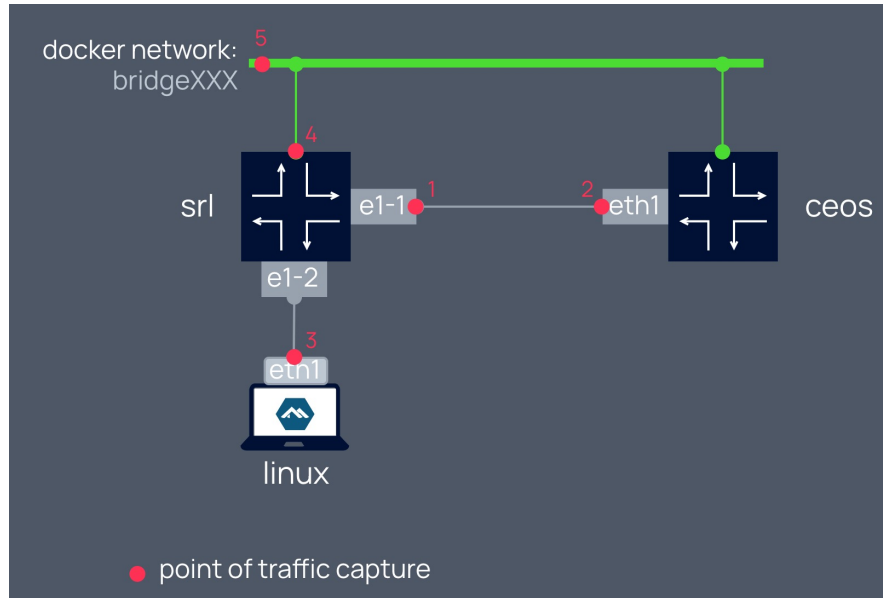 docker network:
bridgeXXX
5
4
srl
e1-1
1
2
eth1
ceos
e1-2
3
eth1
linux
point of traffic capture